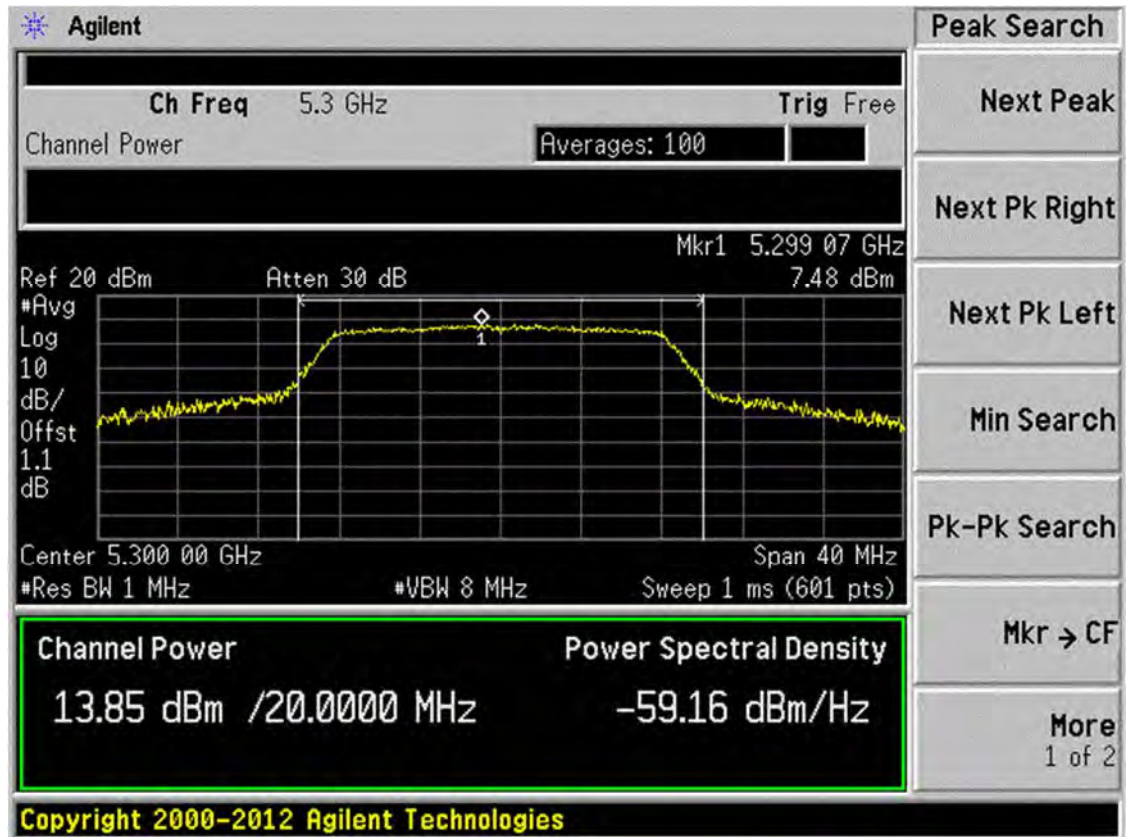 Agilent
Peak Search
Ch Freq 5.3 GHz Trig Free
Channel Power Averages: 100
Mkr1 5.299 07 GHz
Ref 20 dBm Atten 30 dB 7.48 dBm
#Avg
Log
10
dB/
Offst
1.1
dB
1
Center 5.300 00 GHz Span 40 MHz
#Res BW 1 MHz #VBW 8 MHz Sweep 1 ms (601 pts)
Channel Power Power Spectral Density
13.85 dBm /20.0000 MHz -59.16 dBm/Hz
Copyright 2000-2012 Agilent Technologies
Next Peak
Next Pk Right
Next Pk Left
Min Search
Pk-Pk Search
Mkr → CF
More
1 of 2